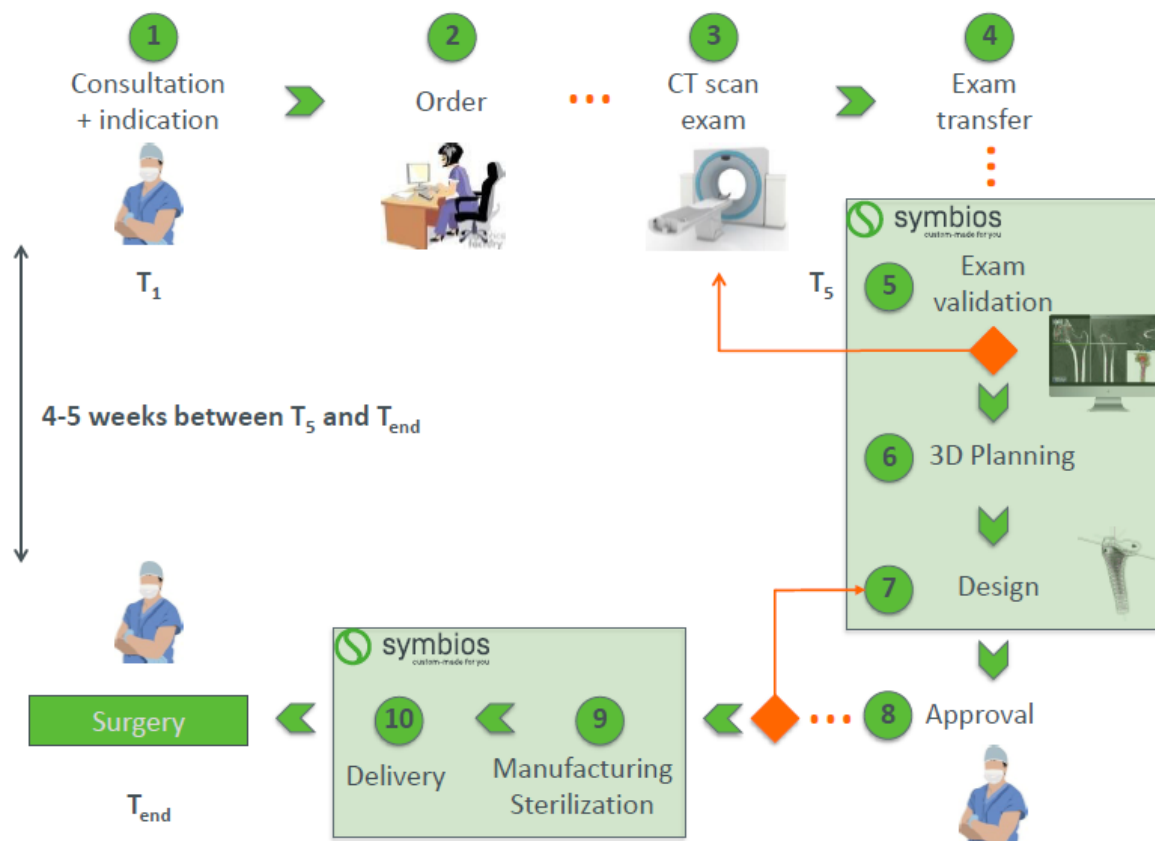 1
Consultation
+ indication
2
Order
3
CT scan
exam
4
Exam
transfer
T1
T5
symbios
custom-made for you
5
Exam
validation
4-5 weeks between T5 and Tend
6
3D Planning
7
Design
8
Approval
symbios
custom-made for you
9
Manufacturing
Sterilization
10
Delivery
Surgery
Tend